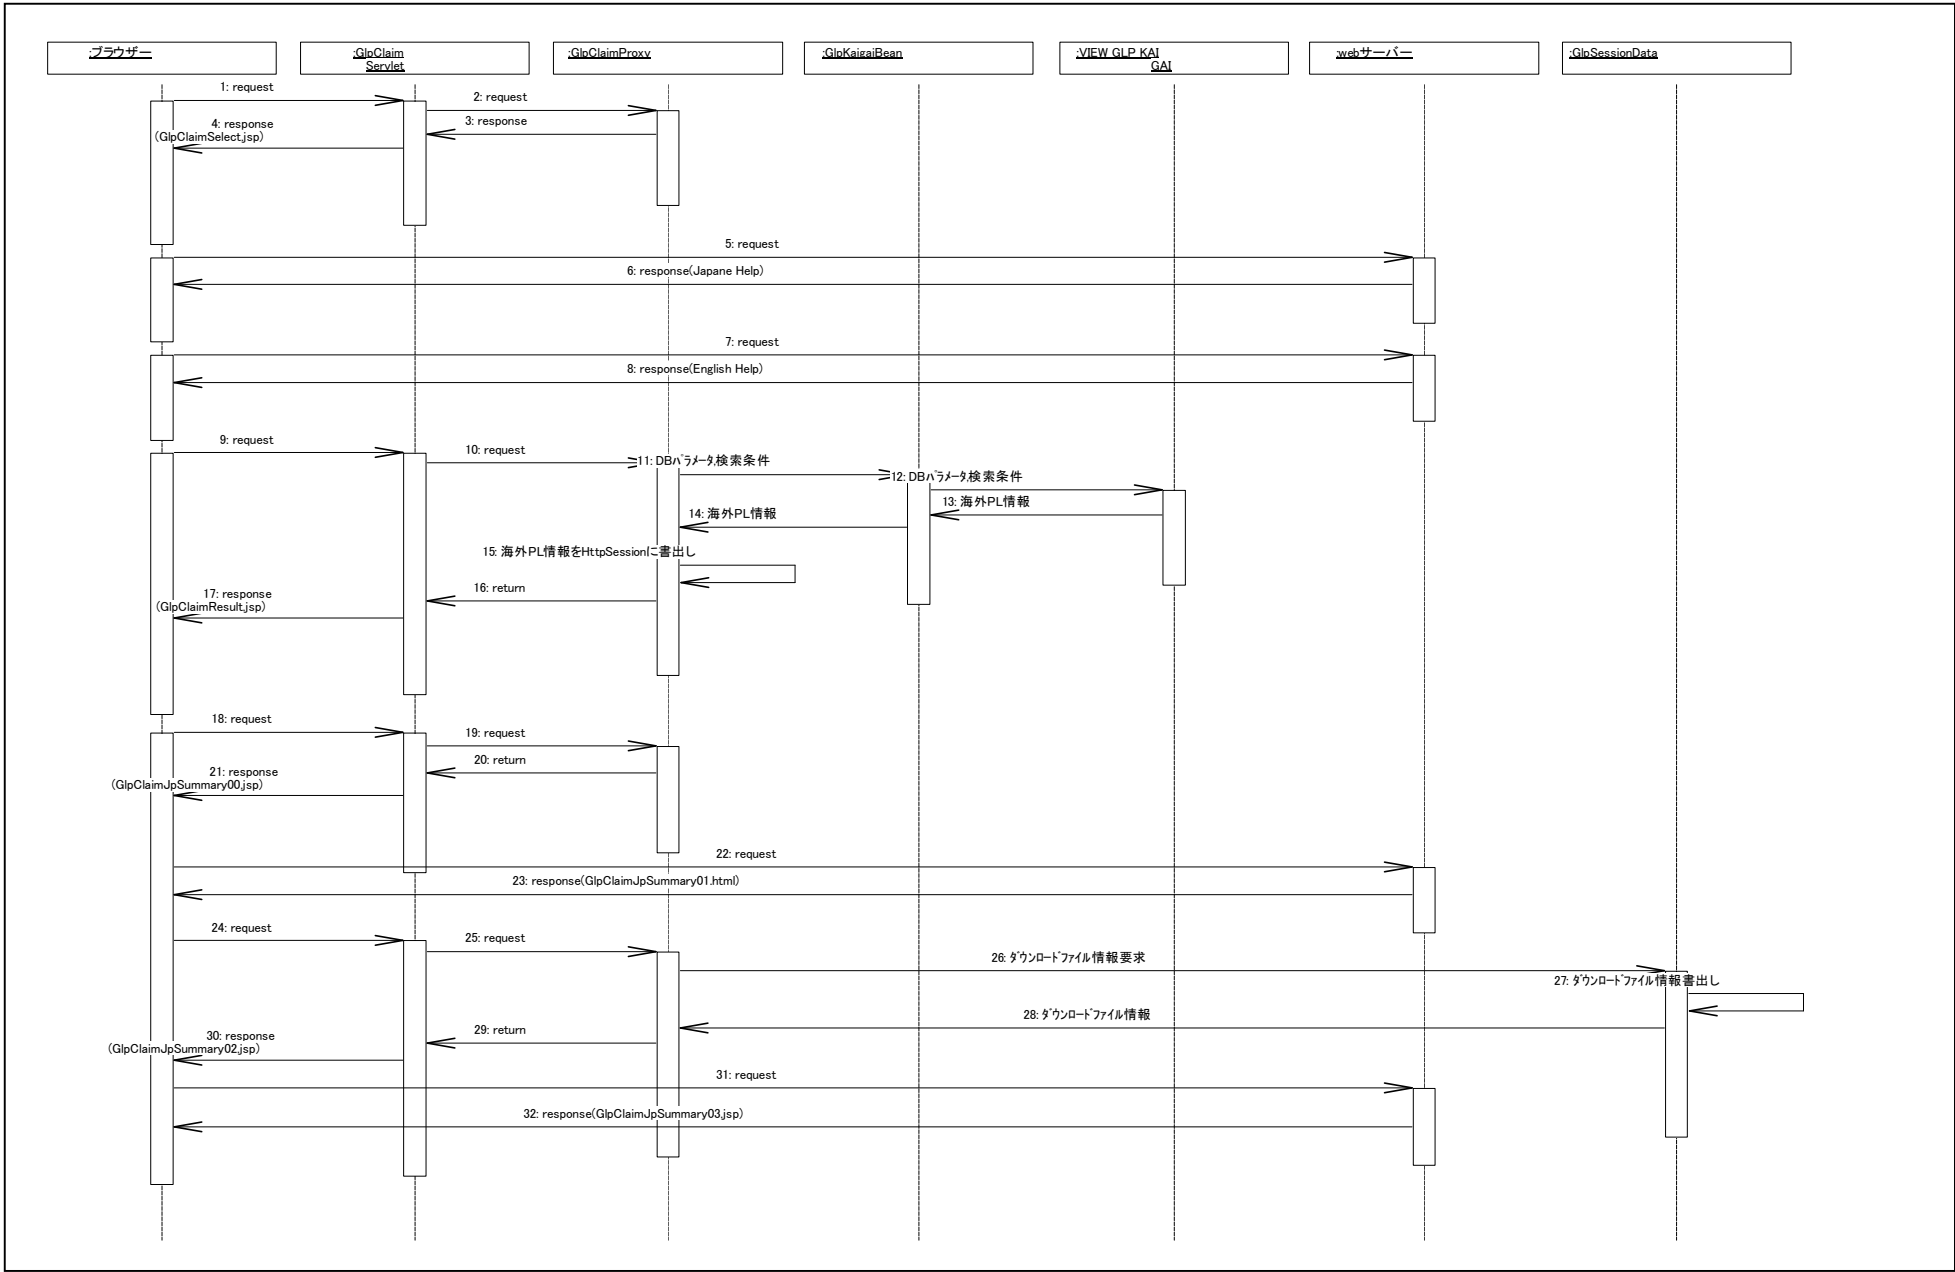 :ブラウザー
:GlpClaim
Servlet
:GlpClaimProxy
:GlpKaigaiBean
:VIEW GLP KAI
GAI
:webサーバー
:GlpSessionData
1: request
2: request
3: response
4: response
(GlpClaimSelect.jsp)
5: request
6: response(Japane Help)
7: request
8: response(English Help)
9: request
10: request
11: DBﾊﾟﾗﾒｰﾀ,検索条件
12: DBﾊﾟﾗﾒｰﾀ,検索条件
13: 海外PL情報
14: 海外PL情報
15: 海外PL情報をHttpSessionに書出し
16: return
17: response
(GlpClaimResult.jsp)
18: request
19: request
20: return
21: response
(GlpClaimJpSummary00.jsp)
22: request
23: response(GlpClaimJpSummary01.html)
24: request
25: request
26: ﾀﾞｳﾝﾛｰﾄﾞﾌｧｲﾙ情報要求
27: ﾀﾞｳﾝﾛｰﾄﾞﾌｧｲﾙ情報書出し
28: ﾀﾞｳﾝﾛｰﾄﾞﾌｧｲﾙ情報
29: return
30: response
(GlpClaimJpSummary02.jsp)
31: request
32: response(GlpClaimJpSummary03.jsp)